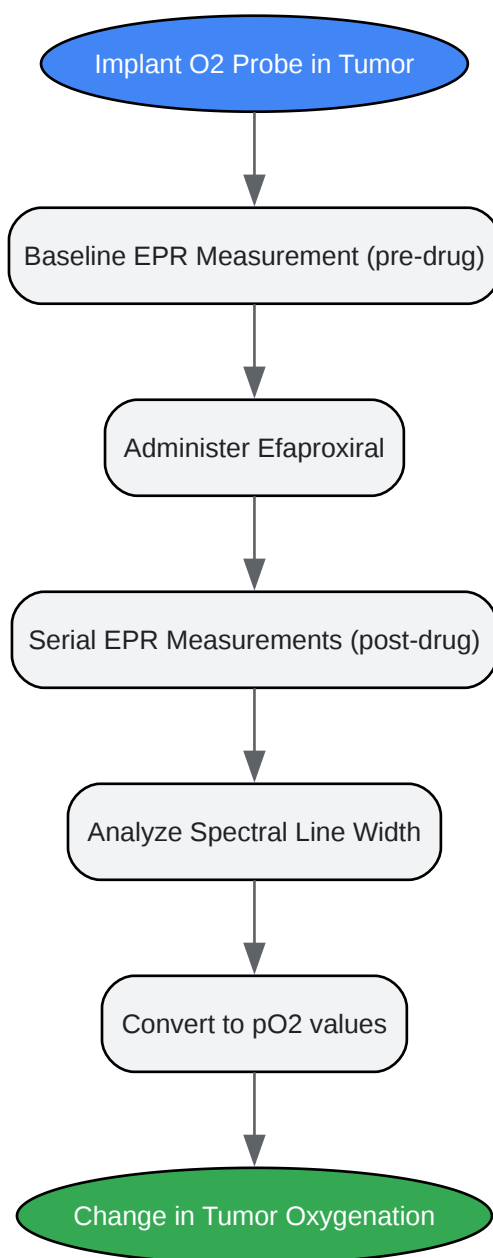 Implant O2 Probe in Tumor
Baseline EPR Measurement (pre-drug)
Administer Efaproxiral
Serial EPR Measurements (post-drug)
Analyze Spectral Line Width
Convert to pO2 values
Change in Tumor Oxygenation